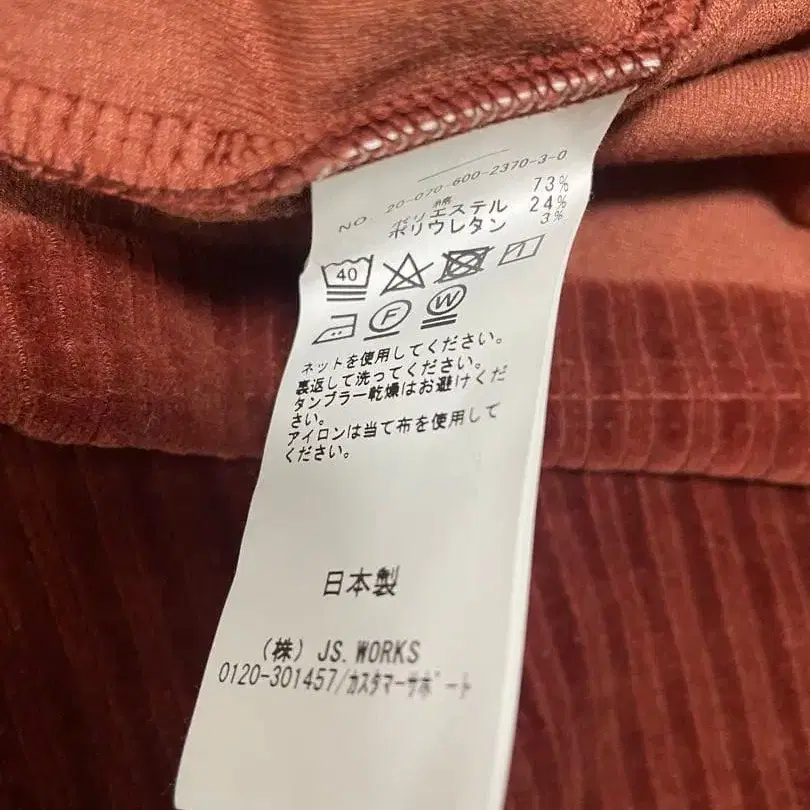 NO. 20-070-600-2370-3-0
綿 73%
ポリエステル 24%
ポリウレタン 3%
40
F W
ネットを使用してください。
裏返して洗ってください。
タンブラー乾燥はお避けくだ
さい。
アイロンは当て布を使用して
ください。
日本製
(株) JS.WORKS
0120-301457/カスタマーサポート